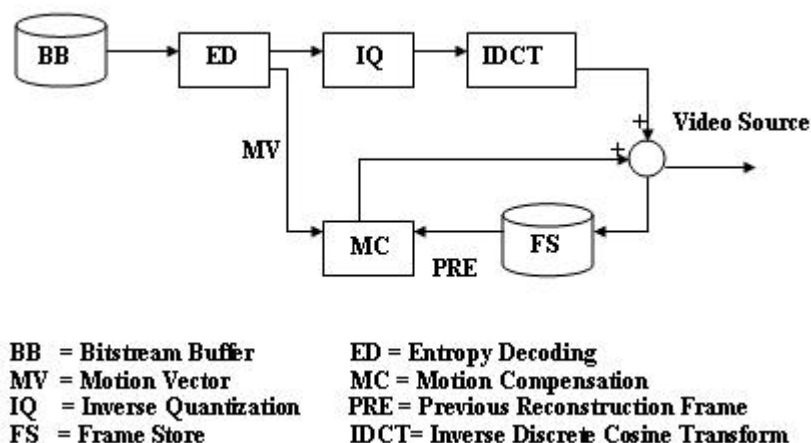 BB
ED
IQ
IDCT
MV
+
+
Video Source
MC
PRE
FS
BB = Bitstream Buffer
ED = Entropy Decoding
MV = Motion Vector
MC = Motion Compensation
IQ = Inverse Quantization
PRE = Previous Reconstruction Frame
FS = Frame Store
IDCT= Inverse Discrete Cosine Transform